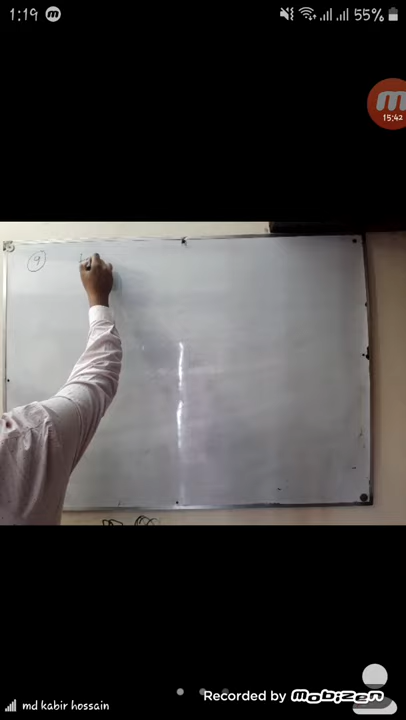 1:19 m 55%
m
15:42
9
Recorded by Mobizen
md kabir hossain